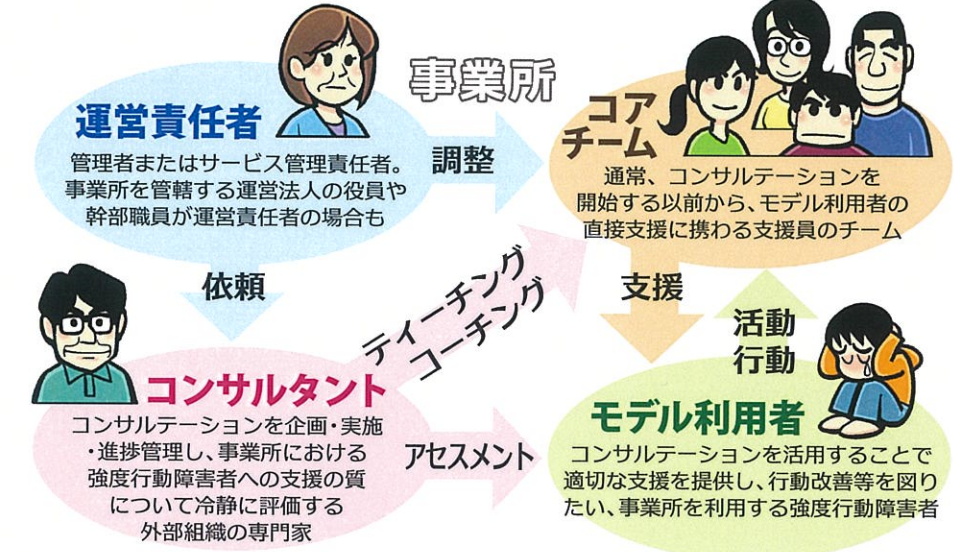 事業所
運営責任者
管理者またはサービス管理責任者。
事業所を管轄する運営法人の役員や
幹部職員が運営責任者の場合も
調整
コア
チーム
通常、コンサルテーションを
開始する以前から、モデル利用者の
直接支援に携わる支援員のチーム
依頼
ティーチング
コーチング
支援
活動
行動
コンサルタント
コンサルテーションを企画・実施
・進捗管理し、事業所における
強度行動障害者への支援の質
について冷静に評価する
外部組織の専門家
アセスメント
モデル利用者
コンサルテーションを活用することで
適切な支援を提供し、行動改善等を図り
たい、事業所を利用する強度行動障害者